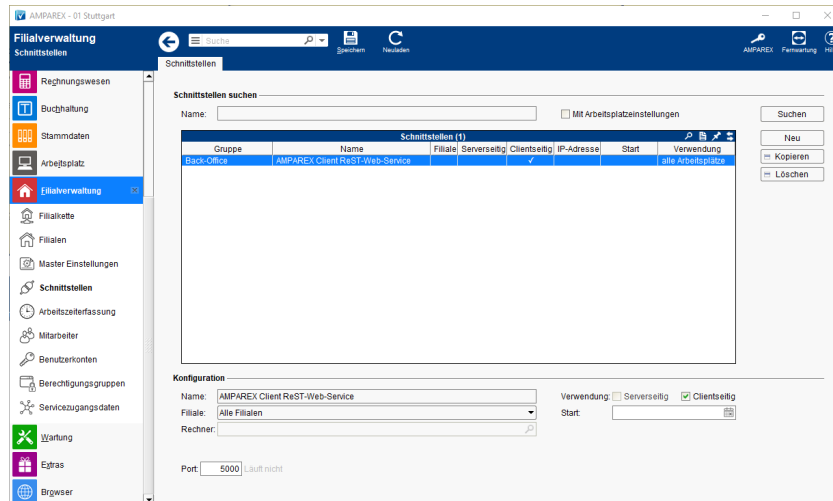 AMPAREX - 01 Stuttgart
Filialverwaltung
Schnittstellen
Suche
Speichern
Neuladen
AMPAREX
Fernwartung
Schnittstellen
Rechnungswesen
Buchhaltung
Stammdaten
Arbeitsplatz
Filialverwaltung
Filialkette
Filialen
Master Einstellungen
Schnittstellen
Arbeitszeiterfassung
Mitarbeiter
Benutzerkonten
Berechtigungsgruppen
Servicezugangsdaten
Wartung
Extras
Browser
Schnittstellen suchen
Name: Mit Arbeitsplatzeinstellungen Suchen
Schnittstellen (1)
Neu
Kopieren
Löschen
Gruppe Name Filiale Serverseitig Clientseitig IP-Adresse Start Verwendung
Back-Office AMPAREX Client ReST-Web-Service ✓ alle Arbeitsplätze
Konfiguration
Name: AMPAREX Client ReST-Web-Service Verwendung: Serverseitig Clientseitig
Filiale: Alle Filialen Start:
Rechner:
Port: 5000 Läuft nicht